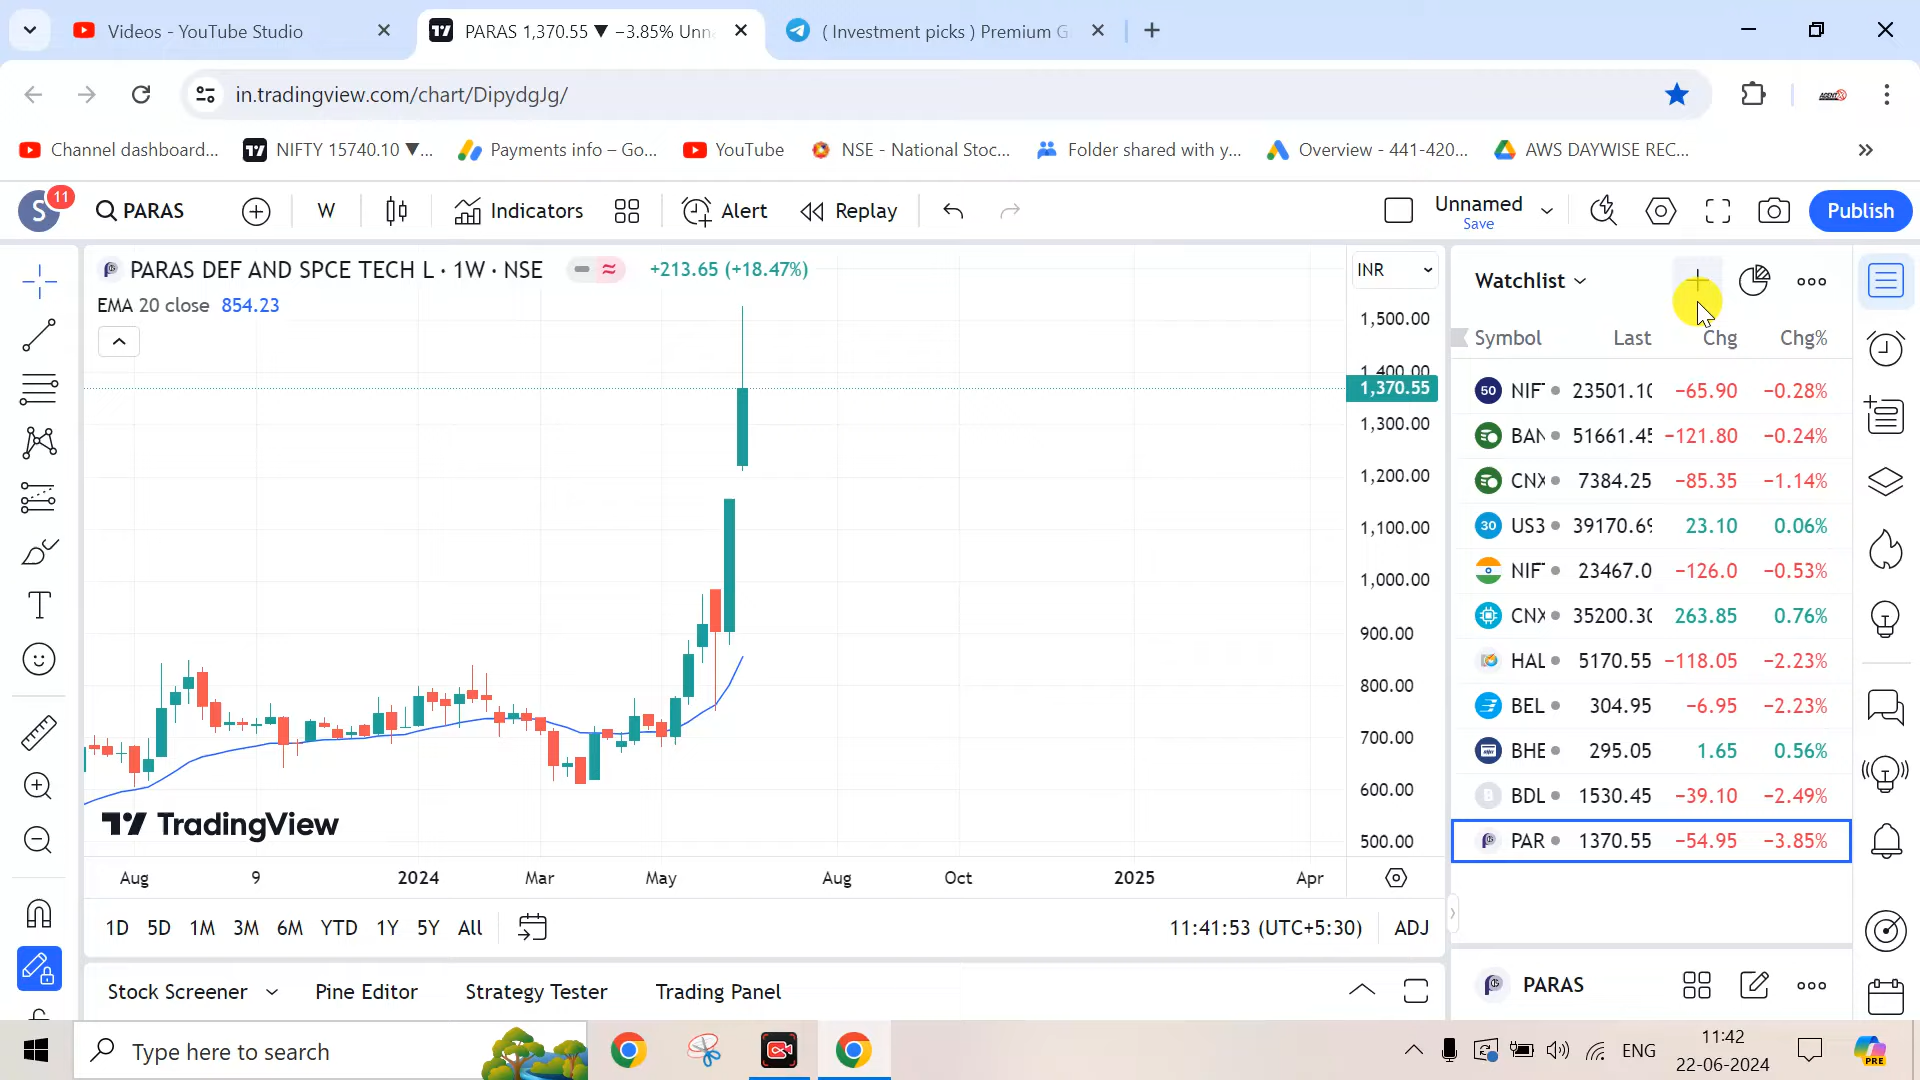 Videos - YouTube Studio
PARAS 1,370.55 ▼ −3.85% Unn
( Investment picks ) Premium G
in.tradingview.com/chart/DipydgJg/
Channel dashboard...
NIFTY 15740.10 ▼...
Payments info – Go...
YouTube
NSE - National Stoc...
Folder shared with y...
Overview - 441-420...
AWS DAYWISE REC...
S 11
PARAS
W
Indicators
Alert
Replay
Unnamed
Save
Publish
PARAS DEF AND SPCE TECH L · 1W · NSE
+213.65 (+18.47%)
EMA 20 close 854.23
INR
1,500.00
1,400.00
1,370.55
1,300.00
1,200.00
1,100.00
1,000.00
900.00
800.00
700.00
600.00
500.00
TradingView
Aug 9 2024 Mar May Aug Oct 2025 Apr
1D 5D 1M 3M 6M YTD 1Y 5Y All
11:41:53 (UTC+5:30) ADJ
Stock Screener Pine Editor Strategy Tester Trading Panel
Watchlist
Symbol Last Chg Chg%
50 NIF 23501.10 −65.90 −0.28%
BAN 51661.45 −121.80 −0.24%
CNX 7384.25 −85.35 −1.14%
30 US3 39170.69 23.10 0.06%
NIF 23467.0 −126.0 −0.53%
CNX 35200.30 263.85 0.76%
HAL 5170.55 −118.05 −2.23%
BEL 304.95 −6.95 −2.23%
BHE 295.05 1.65 0.56%
B BDL 1530.45 −39.10 −2.49%
PAR 1370.55 −54.95 −3.85%
PARAS
Type here to search
ENG
11:42
22-06-2024
PRE